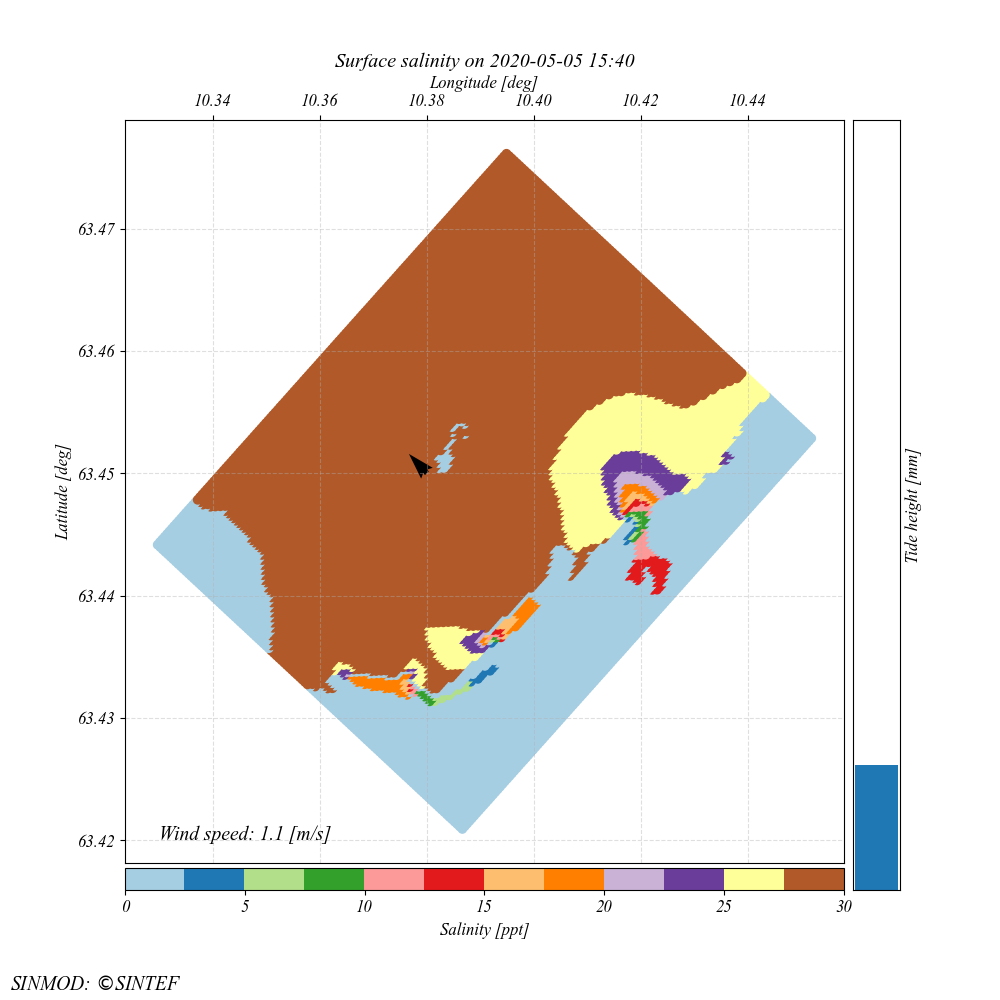 Surface salinity on 2020-05-05 15:40
Longitude [deg]
10.34 10.36 10.38 10.40 10.42 10.44
63.47
63.46
63.45
63.44
63.43
63.42
Latitude [deg]
Tide height [mm]
Wind speed: 1.1 [m/s]
0 5 10 15 20 25 30
Salinity [ppt]
SINMOD: ©SINTEF